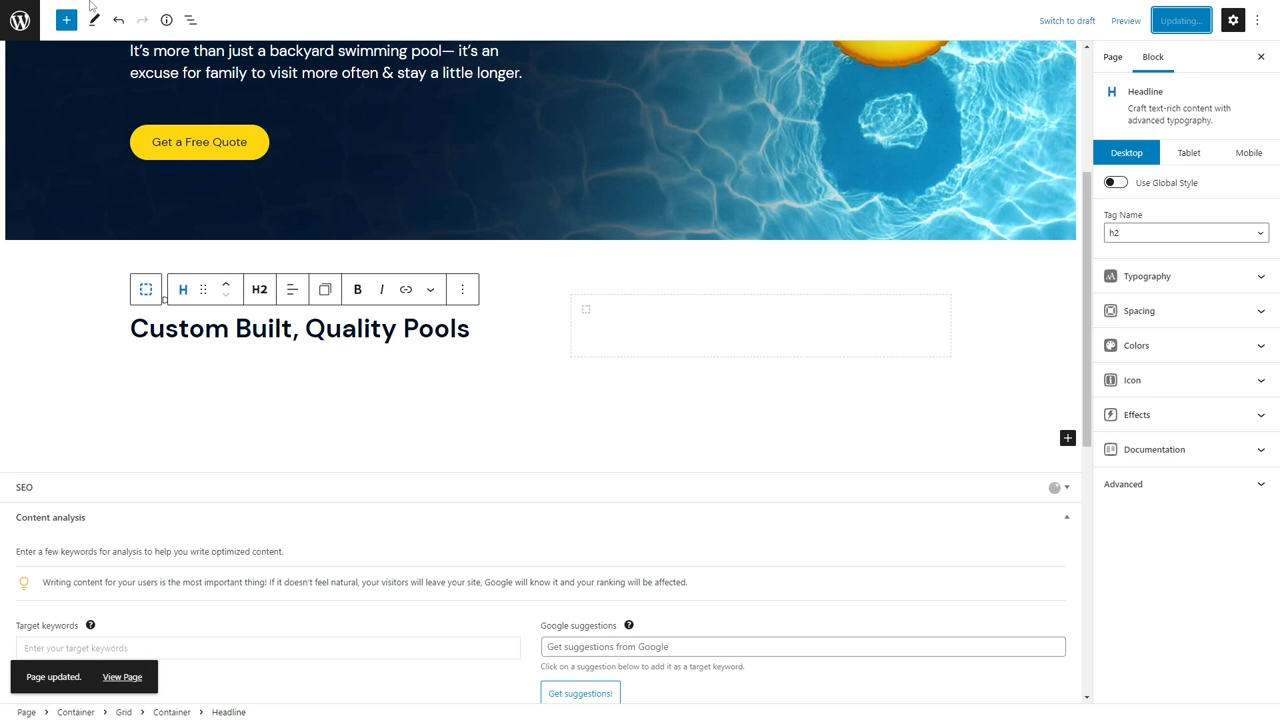 Switch to draft
Preview
Updating...
It's more than just a backyard swimming pool— it's an
excuse for family to visit more often & stay a little longer.
Get a Free Quote
Page
Block
H Headline
Craft text-rich content with
advanced typography.
Desktop
Tablet
Mobile
Use Global Style
Tag Name
h2
Typography
Spacing
Colors
Icon
Effects
Documentation
Advanced
H
H2
B
I
Custom Built, Quality Pools
SEO
Content analysis
Enter a few keywords for analysis to help you write optimized content.
Writing content for your users is the most important thing! If it doesn't feel natural, your visitors will leave your site, Google will know it and your ranking will be affected.
Target keywords
Enter your target keywords
Google suggestions
Get suggestions from Google
Click on a suggestion below to add it as a target keyword.
Get suggestions!
Page updated.
View Page
Page > Container > Grid > Container > Headline